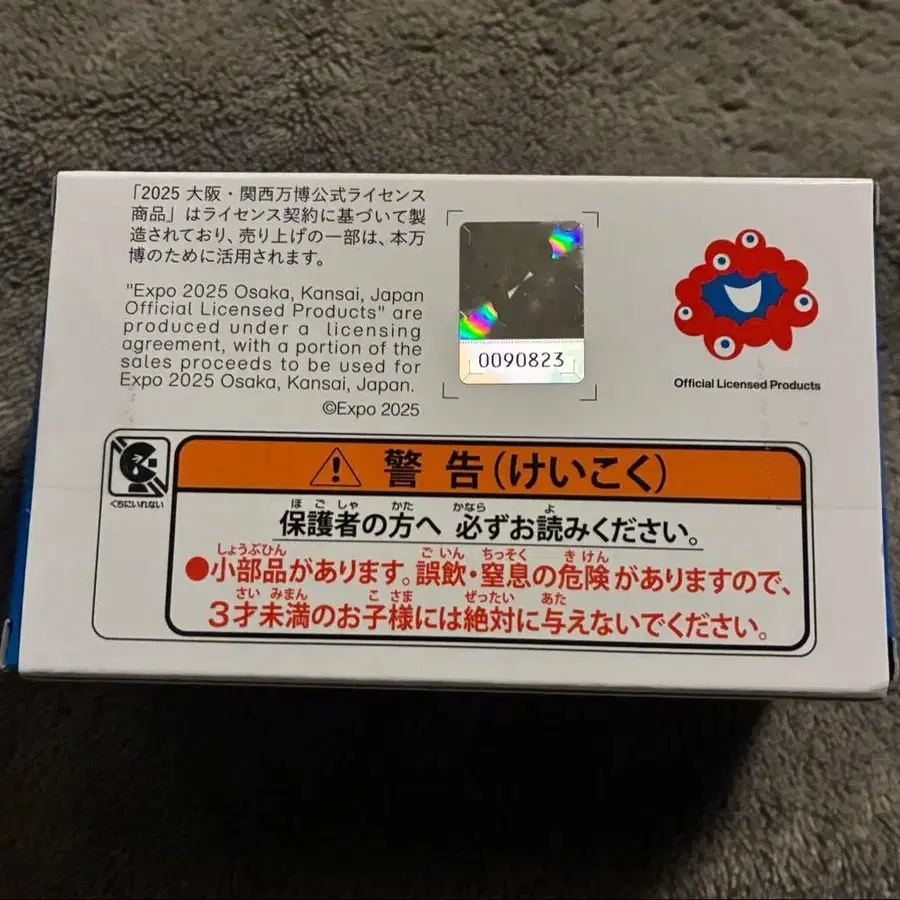 「2025 大阪・関西万博公式ライセンス
商品」はライセンス契約に基づいて製
造されており、売り上げの一部は、本万
博のために活用されます。
"Expo 2025 Osaka, Kansai, Japan
Official Licensed Products" are
produced under a licensing
agreement, with a portion of the
sales proceeds to be used for
Expo 2025 Osaka, Kansai, Japan.
©Expo 2025
0090823
Official Licensed Products
くちにいれない
警告(けいこく)
ほごしゃ かた かなら よ
保護者の方へ 必ずお読みください。
しょうぶひん ごいん ちっそく きけん
●小部品があります。誤飲・窒息の危険がありますので、
さい みまん こ さま ぜったい あた
3才未満のお子様には絶対に与えないでください。